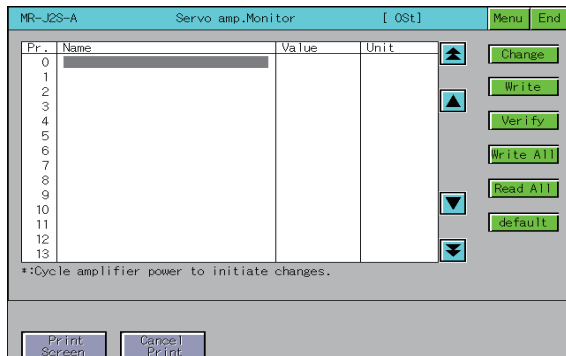 MR-J2S-A Servo amp.Monitor [ OSt] Menu End
Pr. Name Value Unit
0
1
2
3
4
5
6
7
8
9
10
11
12
13
Change
Write
Verify
Write All
Read All
default
*:Cycle amplifier power to initiate changes.
Print
Screen
Cancel
Print